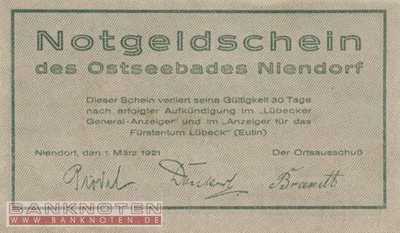 Notgeldschein
des Ostseebades Niendorf
Dieser Schein verliert seine Gültigkeit 30 Tage
nach erfolgter Aufkündigung im „Lübecker
General-Anzeiger" und im „Anzeiger für das
Fürstentum Lübeck" (Eutin)
Niendorf, den 1. März 1921
Der Ortsausschuß
Brandt
BANKNOTEN
WWW.BANKNOTEN.DE